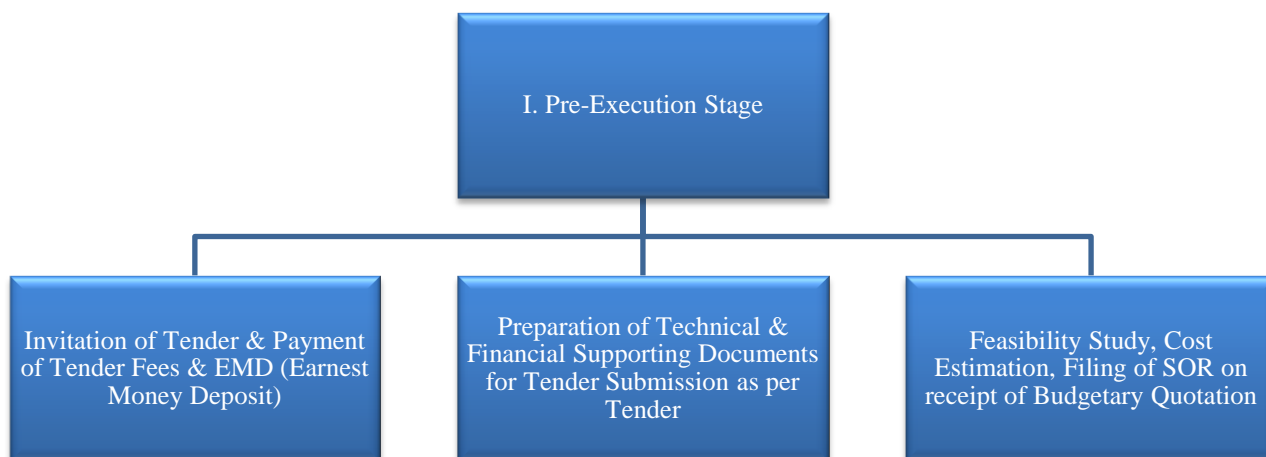 I. Pre-Execution Stage
Invitation of Tender & Payment
of Tender Fees & EMD (Earnest
Money Deposit)
Preparation of Technical &
Financial Supporting Documents
for Tender Submission as per
Tender
Feasibility Study, Cost
Estimation, Filing of SOR on
receipt of Budgetary Quotation